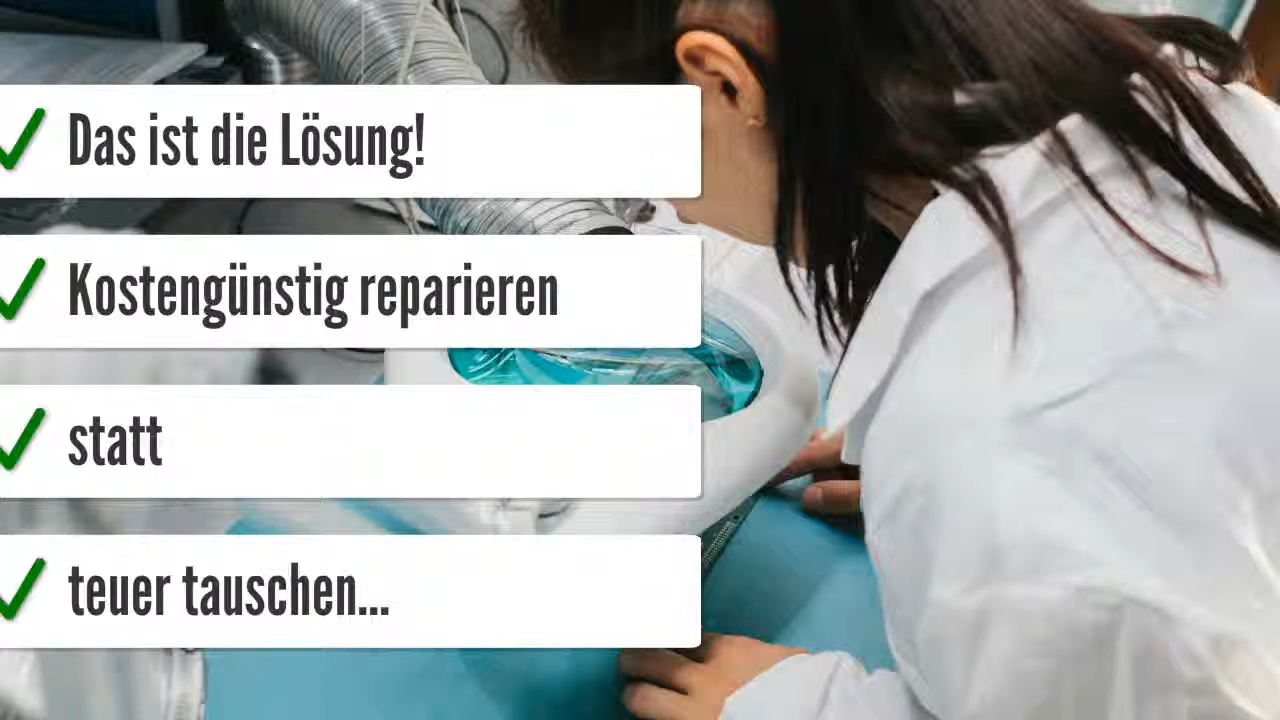 Das ist die Lösung!
Kostengünstig reparieren
statt
teuer tauschen...